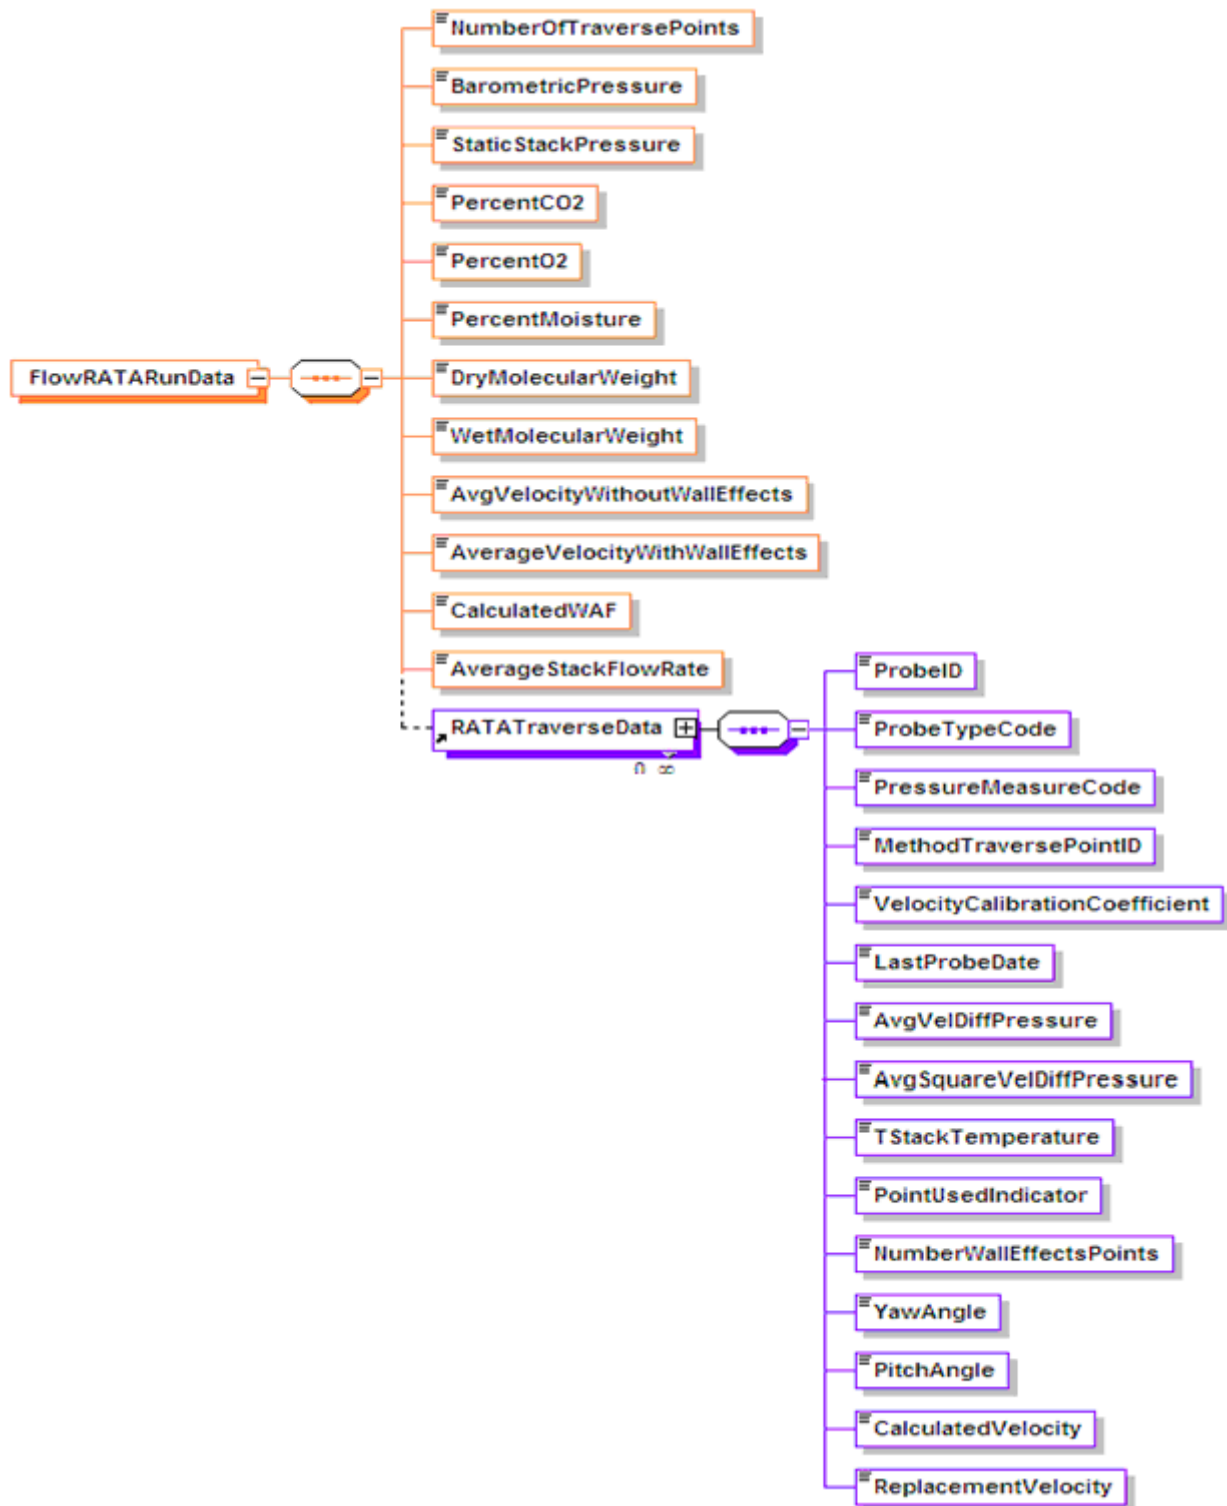 NumberOfTraversePoints
BarometricPressure
StaticStackPressure
PercentCO2
PercentO2
PercentMoisture
FlowRATARunData
DryMolecularWeight
WetMolecularWeight
AvgVelocityWithoutWallEffects
AverageVelocityWithWallEffects
CalculatedWAF
AverageStackFlowRate
RATATraverseData
ProbeID
ProbeTypeCode
PressureMeasureCode
MethodTraversePointID
VelocityCalibrationCoefficient
LastProbeDate
AvgVelDiffPressure
AvgSquareVelDiffPressure
TStackTemperature
PointUsedIndicator
NumberWallEffectsPoints
YawAngle
PitchAngle
CalculatedVelocity
ReplacementVelocity